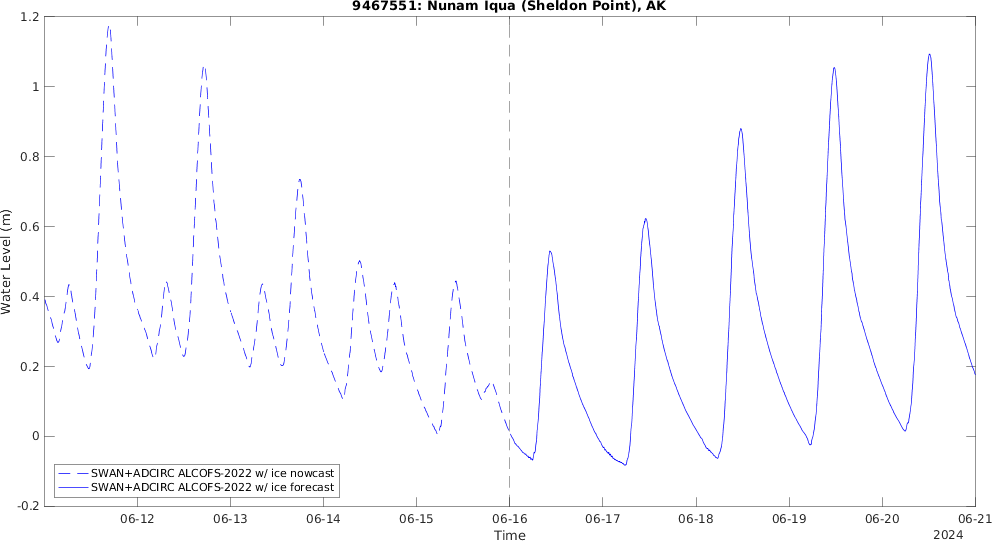 9467551: Nunam Iqua (Sheldon Point), AK
Water Level (m)
1.2
1
0.8
0.6
0.4
0.2
0
-0.2
SWAN+ADCIRC ALCOFS-2022 w/ ice nowcast
SWAN+ADCIRC ALCOFS-2022 w/ ice forecast
06-12 06-13 06-14 06-15 06-16 06-17 06-18 06-19 06-20 06-21
Time
2024